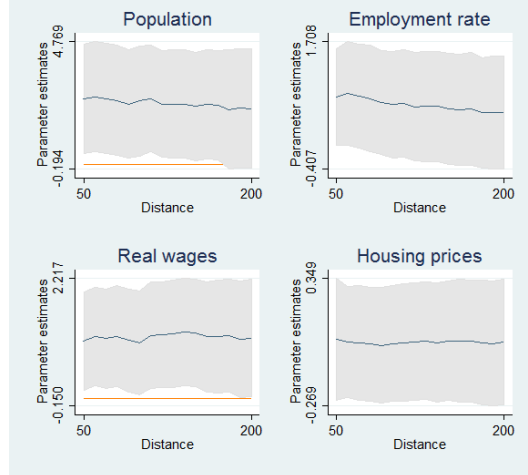 Population
Parameter estimates
4.769
-0.194
50
200
Distance
Employment rate
Parameter estimates
1.708
-0.407
50
200
Distance
Real wages
Parameter estimates
2.217
-0.150
50
200
Distance
Housing prices
Parameter estimates
0.349
-0.269
50
200
Distance